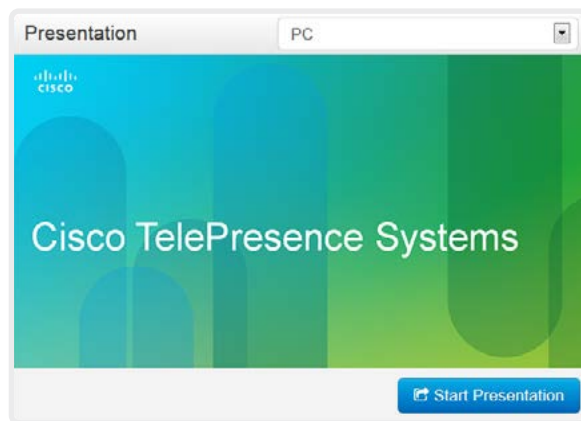 Presentation
PC
CISCO
Cisco TelePresence Systems
Start Presentation